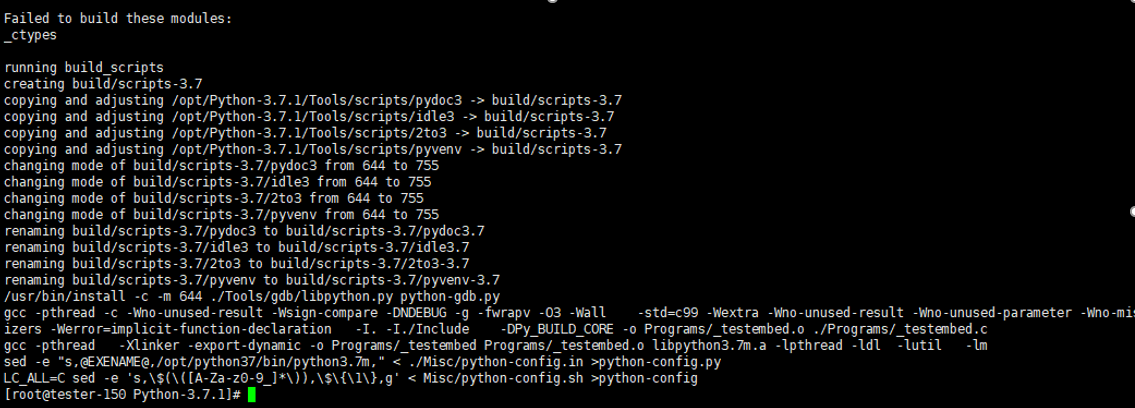 Failed to build these modules:
_ctypes
running build_scripts
creating build/scripts-3.7
copying and adjusting /opt/Python-3.7.1/Tools/scripts/pydoc3 -> build/scripts-3.7
copying and adjusting /opt/Python-3.7.1/Tools/scripts/idle3 -> build/scripts-3.7
copying and adjusting /opt/Python-3.7.1/Tools/scripts/2to3 -> build/scripts-3.7
copying and adjusting /opt/Python-3.7.1/Tools/scripts/pyvenv -> build/scripts-3.7
changing mode of build/scripts-3.7/pydoc3 from 644 to 755
changing mode of build/scripts-3.7/idle3 from 644 to 755
changing mode of build/scripts-3.7/2to3 from 644 to 755
changing mode of build/scripts-3.7/pyvenv from 644 to 755
renaming build/scripts-3.7/pydoc3 to build/scripts-3.7/pydoc3.7
renaming build/scripts-3.7/idle3 to build/scripts-3.7/idle3.7
renaming build/scripts-3.7/2to3 to build/scripts-3.7/2to3-3.7
renaming build/scripts-3.7/pyvenv to build/scripts-3.7/pyvenv-3.7
/usr/bin/install -c -m 644 ./Tools/gdb/libpython.py python-gdb.py
gcc -pthread -c -Wno-unused-result -Wsign-compare -DNDEBUG -g -fwrapv -O3 -Wall    -std=c99 -Wextra -Wno-unused-result -Wno-unused-parameter -Wno-mis
izers -Werror=implicit-function-declaration   -I. -I./Include    -DPy_BUILD_CORE -o Programs/_testembed.o ./Programs/_testembed.c
gcc -pthread   -Xlinker -export-dynamic -o Programs/_testembed Programs/_testembed.o libpython3.7m.a -lpthread -ldl  -lutil   -lm
sed -e "s,@EXENAME@,/opt/python37/bin/python3.7m," < ./Misc/python-config.in >python-config.py
LC_ALL=C sed -e 's,\$(\([A-Za-z0-9_]*\)),\$\{\1\},g' < Misc/python-config.sh >python-config
[root@tester-150 Python-3.7.1]#